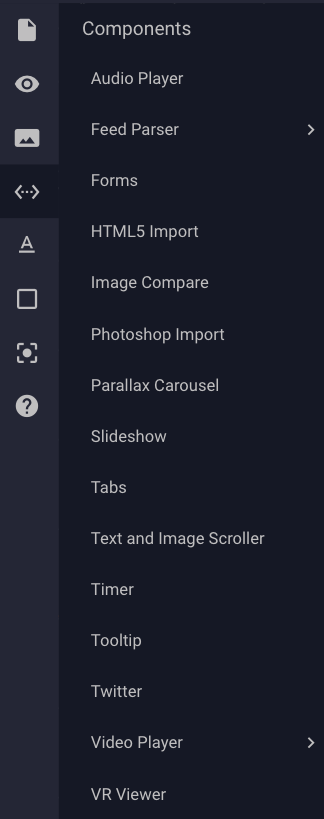 Components
Audio Player
Feed Parser
Forms
HTML5 Import
Image Compare
Photoshop Import
Parallax Carousel
Slideshow
Tabs
Text and Image Scroller
Timer
Tooltip
Twitter
Video Player
VR Viewer